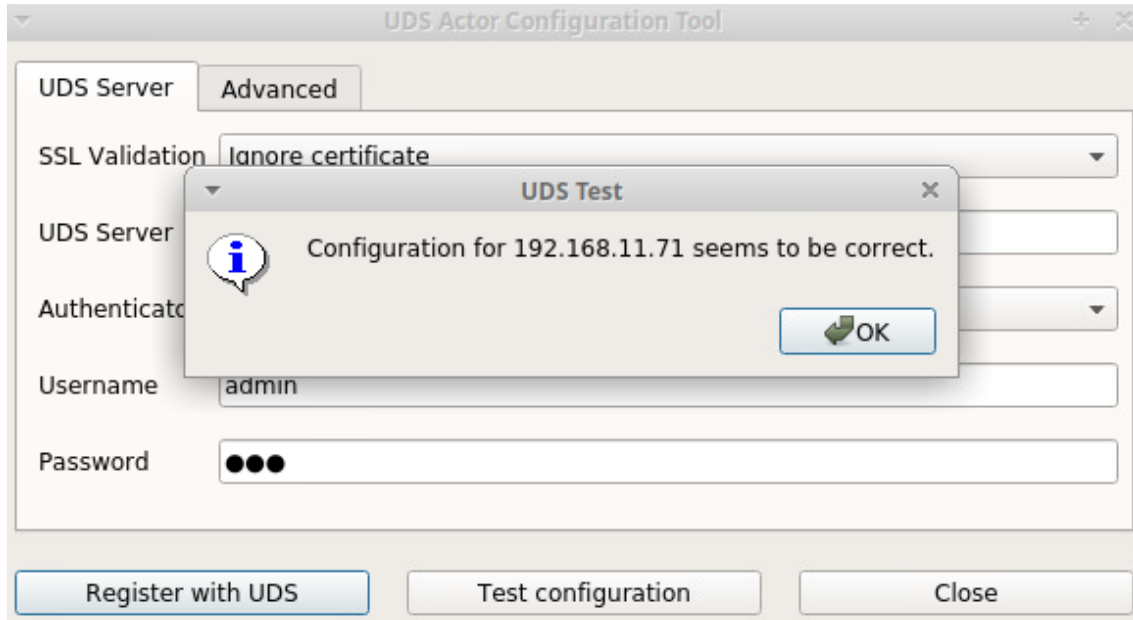 UDS Actor Configuration Tool
UDS Server
Advanced
SSL Validation
Ignore certificate
UDS Test
UDS Server
Configuration for 192.168.11.71 seems to be correct.
Authenticato
OK
Username
admin
Password
Register with UDS
Test configuration
Close